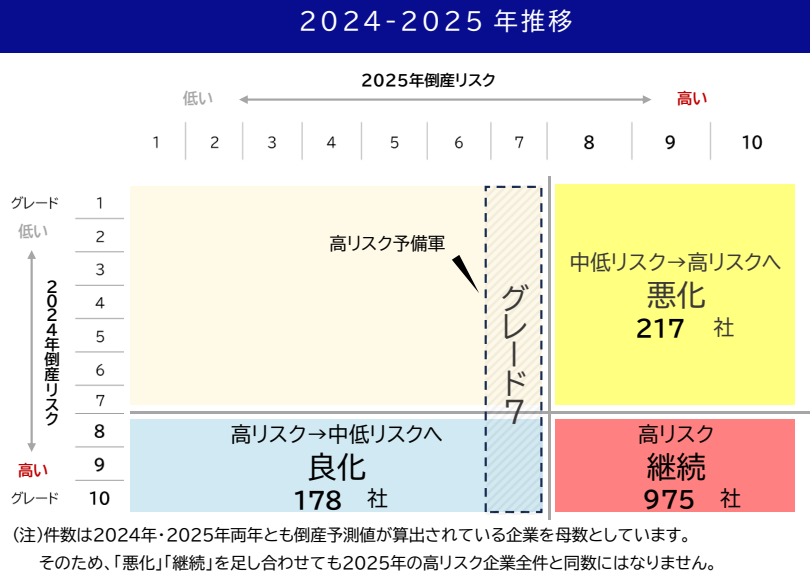 2024-2025 年推移
2025年倒産リスク
低い
高い
1 2 3 4 5 6 7 8 9 10
グレード 1
低い
2
3
4
5
6
7
8
9
高い
グレード 10
2024年倒産リスク
高リスク予備軍
グレード7
中低リスク→高リスクへ
悪化
217 社
高リスク→中低リスクへ
良化
178 社
高リスク
継続
975 社
(注)件数は2024年・2025年両年とも倒産予測値が算出されている企業を母数としています。
そのため、「悪化」「継続」を足し合わせても2025年の高リスク企業全件と同数にはなりません。